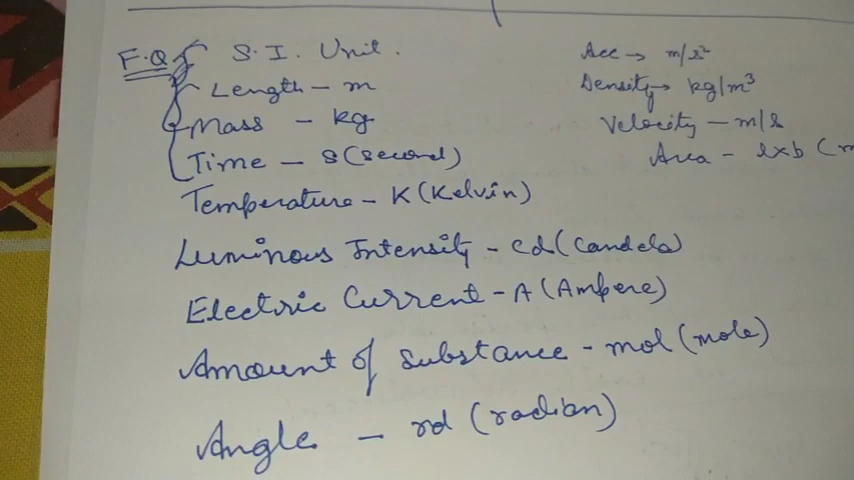 F.Q S.I. Unit.
Length - m
Mass - kg
Time - s (second)
Temperature - K (Kelvin)
Luminous Intensity - cd (Candela)
Electric Current - A (Ampere)
Amount of substance - mol (mole)
Angle - rd (radian)
Acc → m/s²
Density → kg/m³
Velocity - m/s
Area - l×b (m